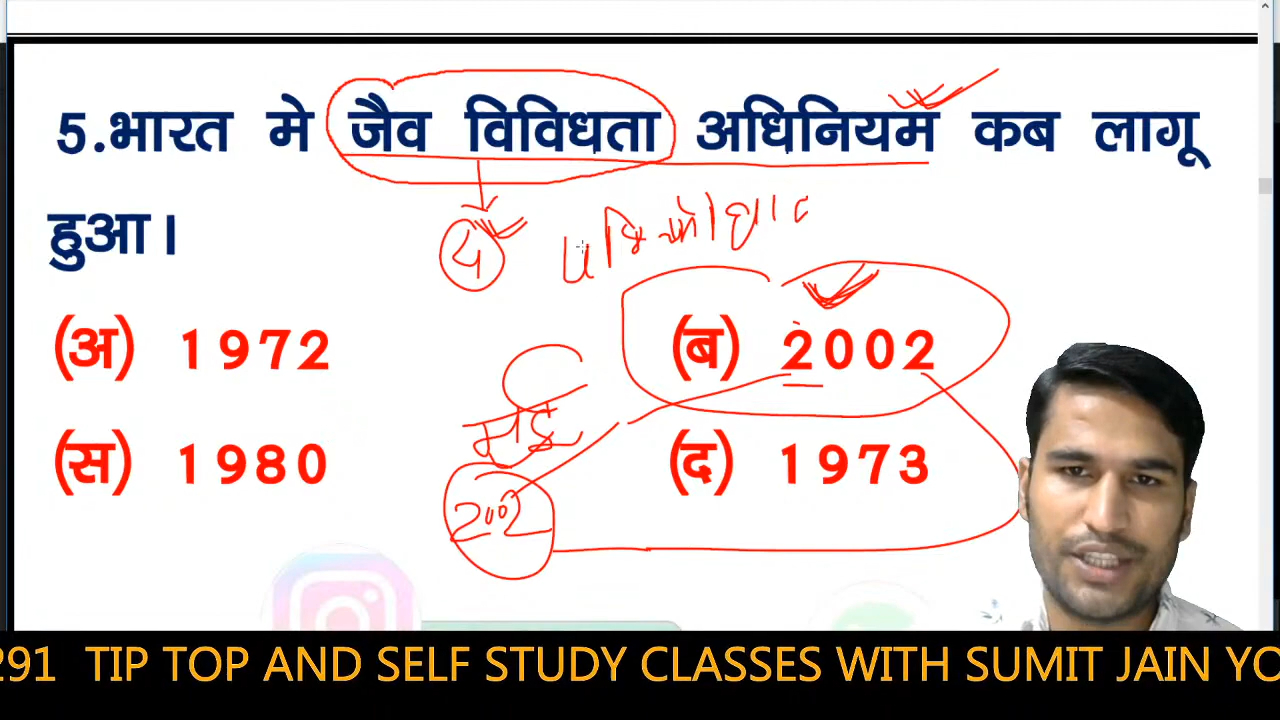 5.भारत मे जैव विविधता अधिनियम कब लागू
हुआ।
(अ) 1972 (ब) 2002
(स) 1980 (द) 1973
2002
291 TIP TOP AND SELF STUDY CLASSES WITH SUMIT JAIN YO